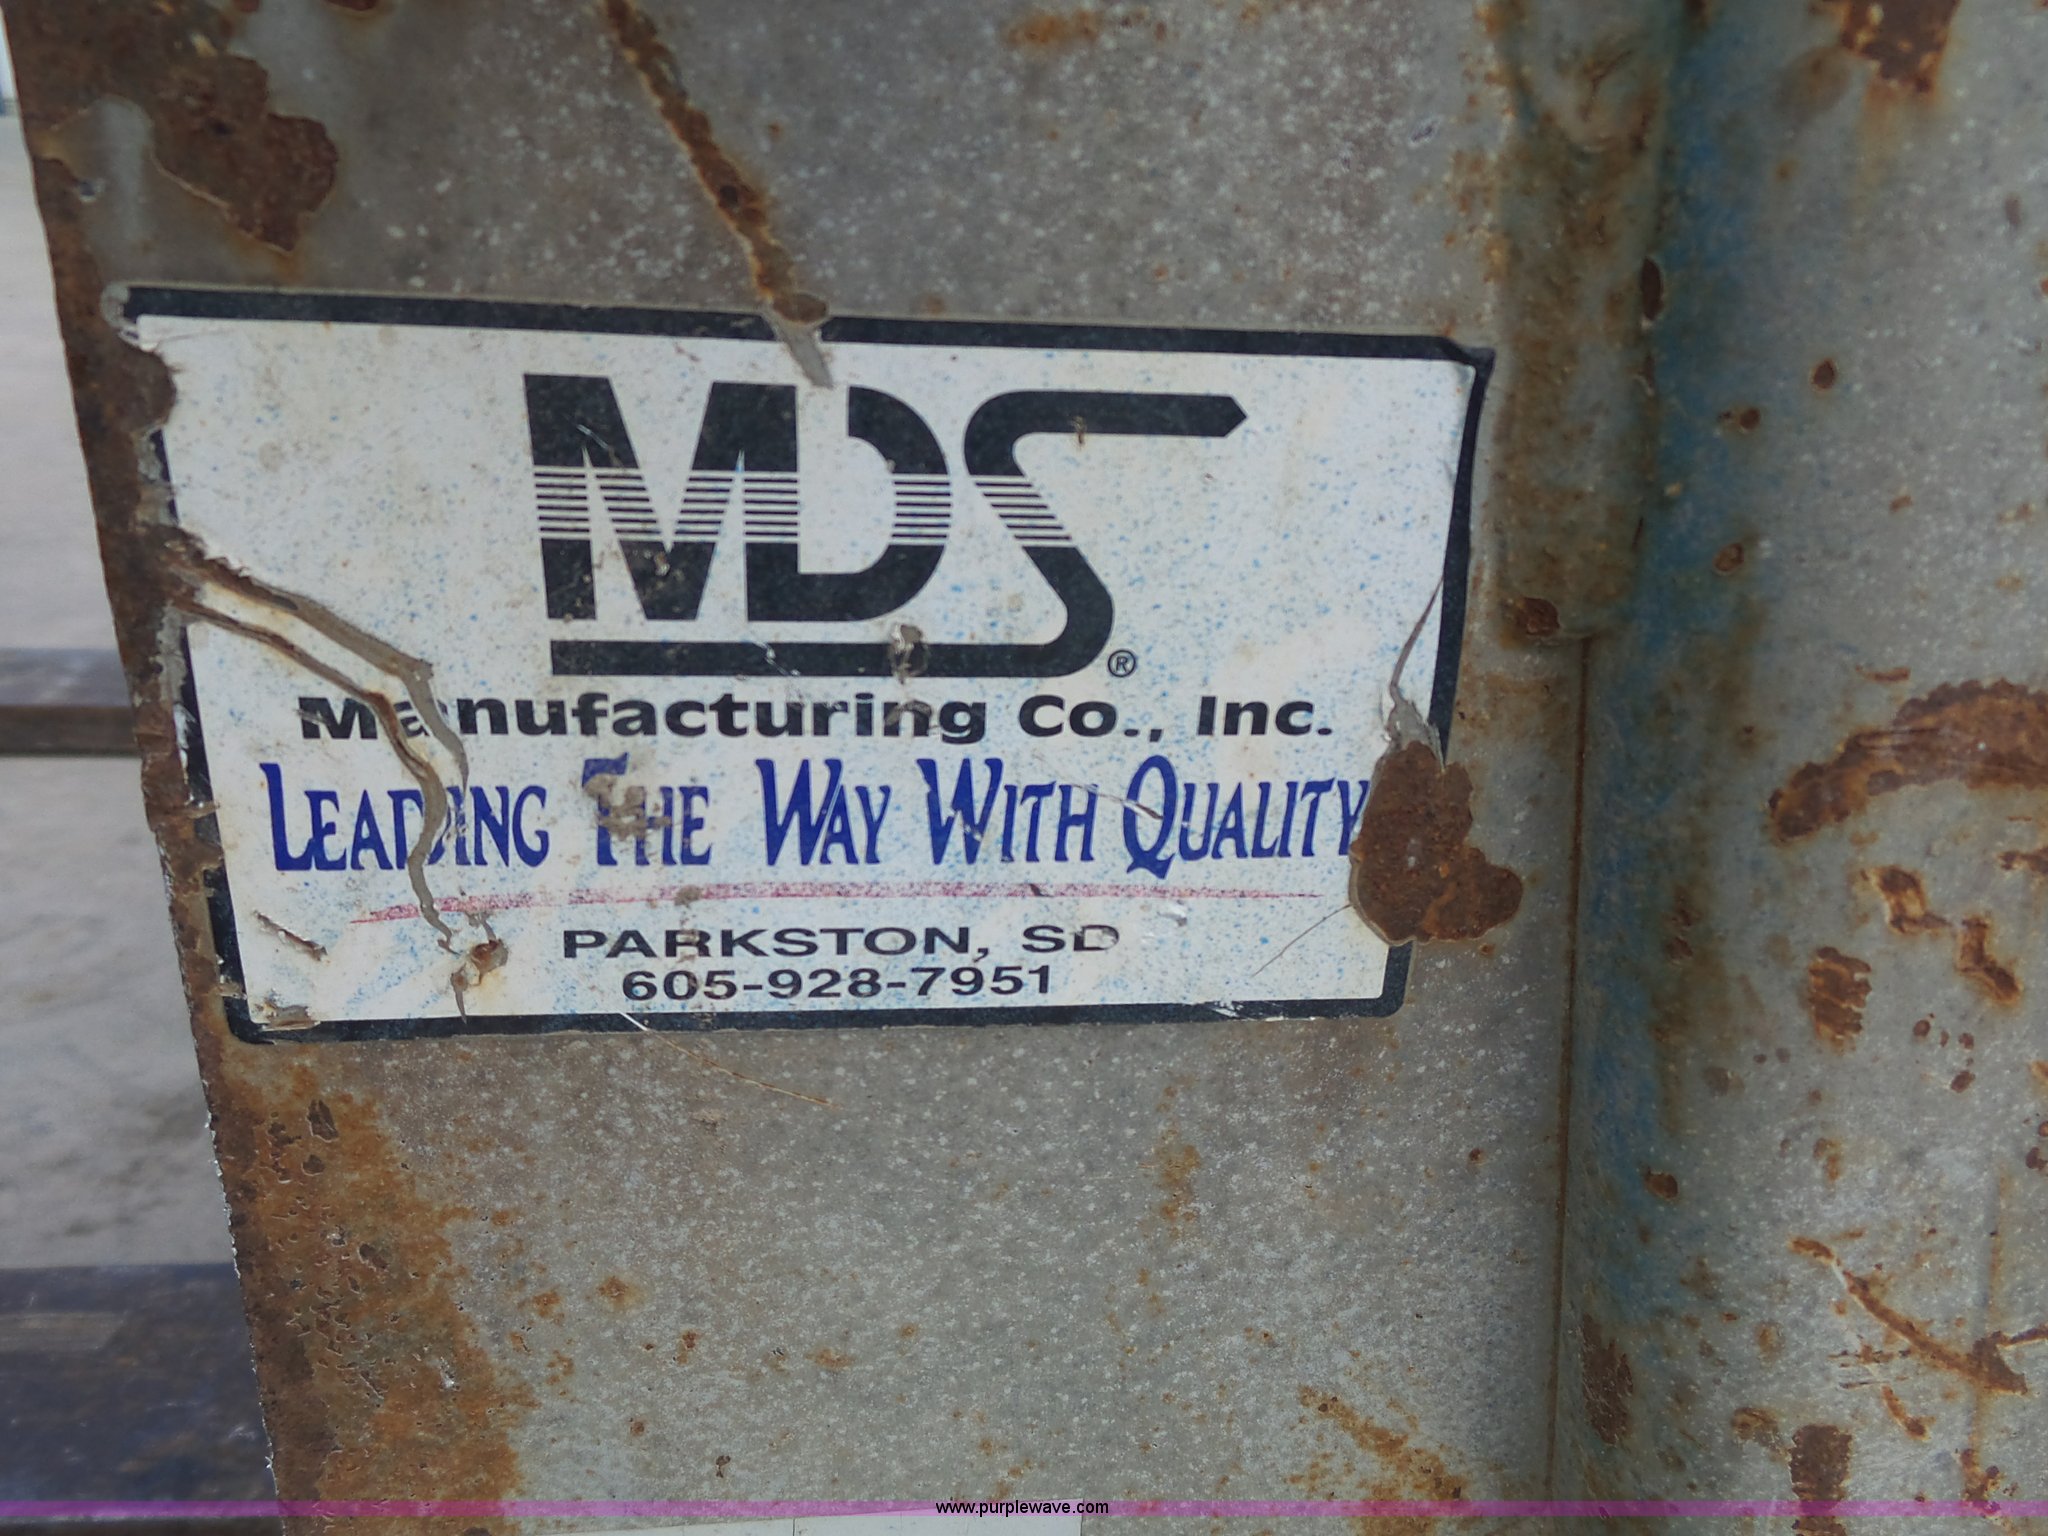 MDS®
Manufacturing Co., Inc.
LEADING THE WAY WITH QUALITY
PARKSTON, SD
605-928-7951
www.purplewave.com